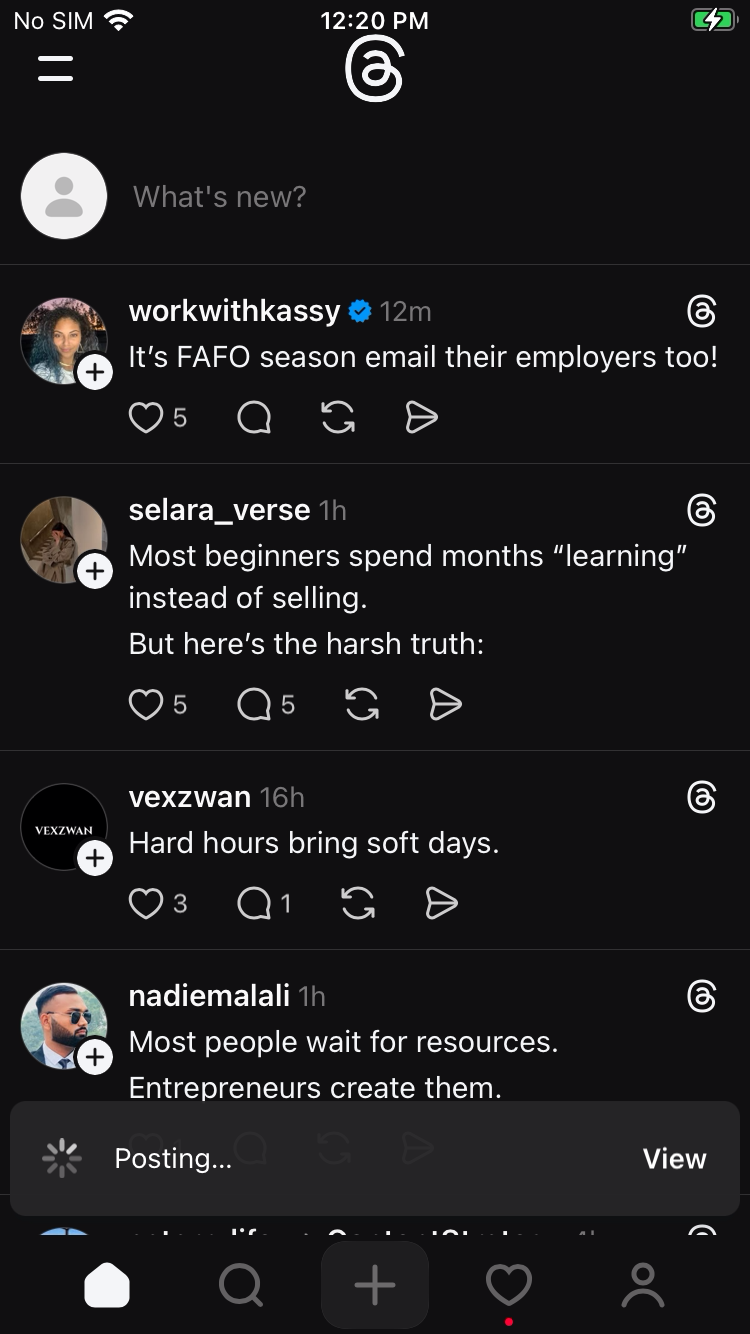 No SIM 12:20 PM
What's new?
workwithkassy 12m
It’s FAFO season email their employers too!
5
selara_verse 1h
Most beginners spend months “learning”
instead of selling.
But here’s the harsh truth:
5 5
VEXZWAN
vexzwan 16h
Hard hours bring soft days.
3 1
nadiemalali 1h
Most people wait for resources.
Entrepreneurs create them.
1
Posting... View